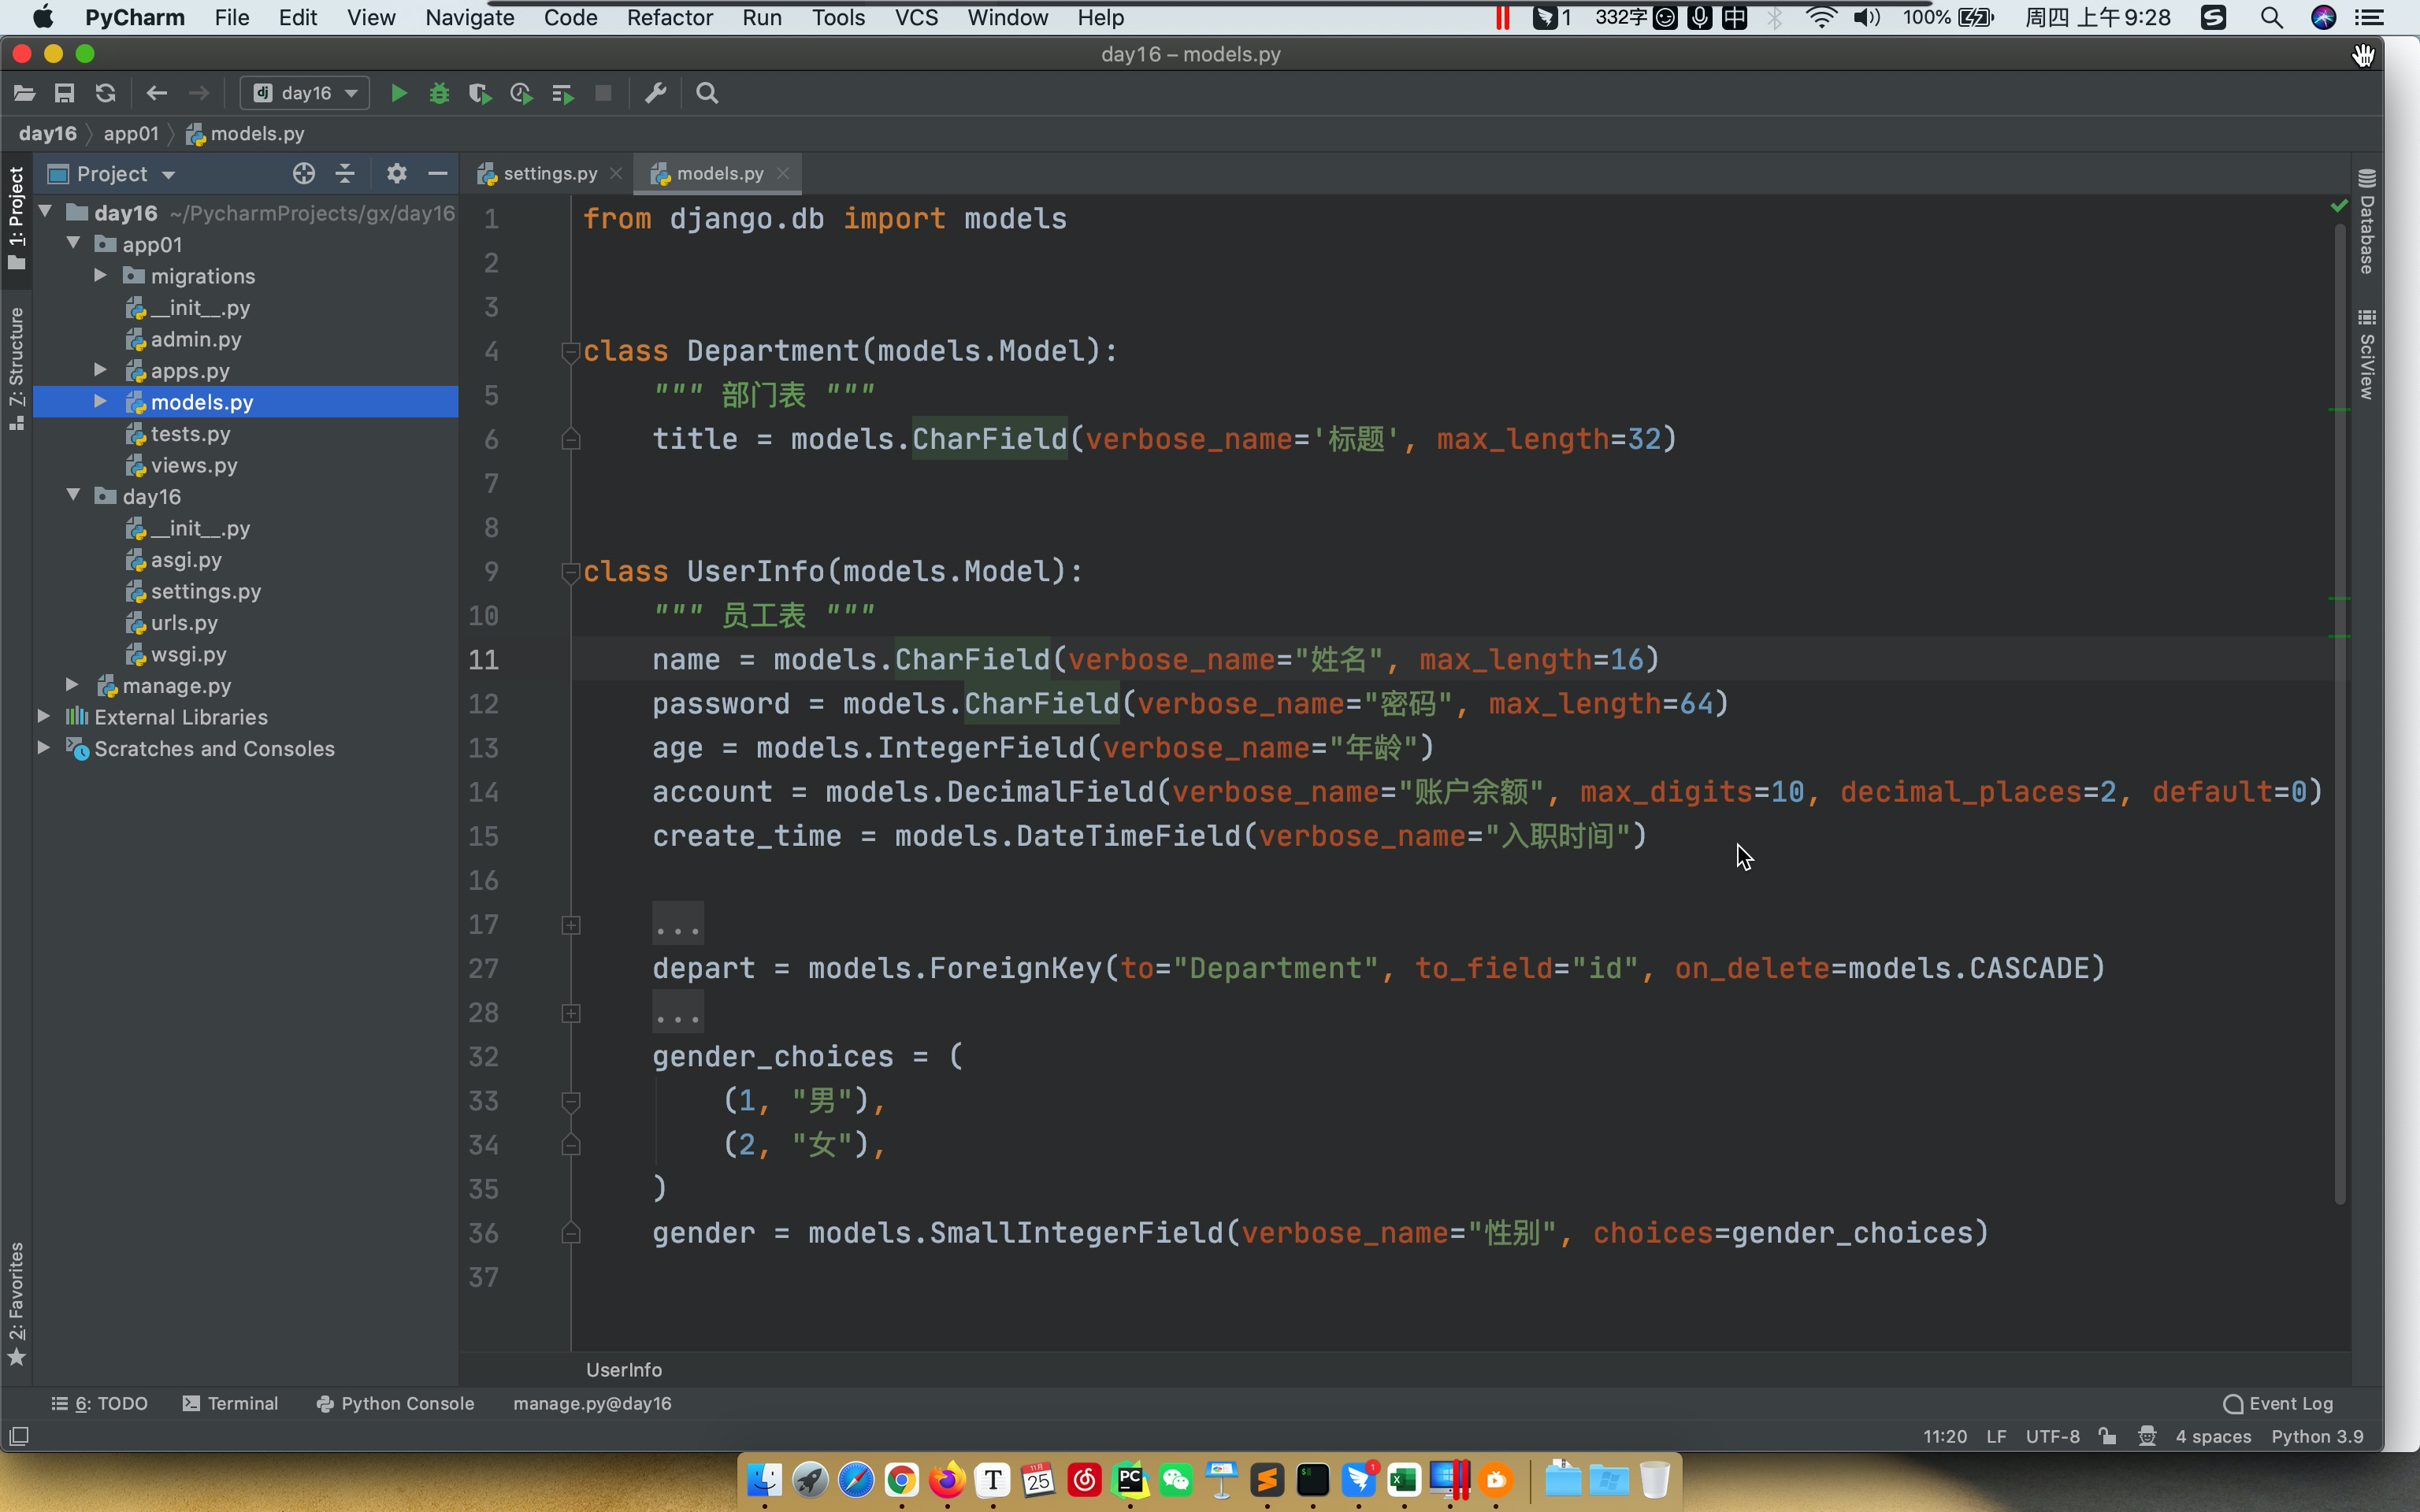 PyCharm File Edit View Navigate Code Refactor Run Tools VCS Window Help 1 332字 中 100% 周四 上午9:28
day16 – models.py
dj day16
day16 app01 models.py
Project
settings.py
models.py
1: Project
7: Structure
2: Favorites
Database
SciView
day16 ~/PycharmProjects/gx/day16
app01
migrations
__init__.py
admin.py
apps.py
models.py
tests.py
views.py
day16
__init__.py
asgi.py
settings.py
urls.py
wsgi.py
manage.py
External Libraries
Scratches and Consoles
1 from django.db import models
2
3
4 class Department(models.Model):
5 """ 部门表 """
6 title = models.CharField(verbose_name='标题', max_length=32)
7
8
9 class UserInfo(models.Model):
10 """ 员工表 """
11 name = models.CharField(verbose_name="姓名", max_length=16)
12 password = models.CharField(verbose_name="密码", max_length=64)
13 age = models.IntegerField(verbose_name="年龄")
14 account = models.DecimalField(verbose_name="账户余额", max_digits=10, decimal_places=2, default=0)
15 create_time = models.DateTimeField(verbose_name="入职时间")
16
17 ...
27 depart = models.ForeignKey(to="Department", to_field="id", on_delete=models.CASCADE)
28 ...
32 gender_choices = (
33 (1, "男"),
34 (2, "女"),
35 )
36 gender = models.SmallIntegerField(verbose_name="性别", choices=gender_choices)
37
UserInfo
6: TODO Terminal Python Console manage.py@day16 Event Log
11:20 LF UTF-8 4 spaces Python 3.9
T 11月 25 PC 1 X